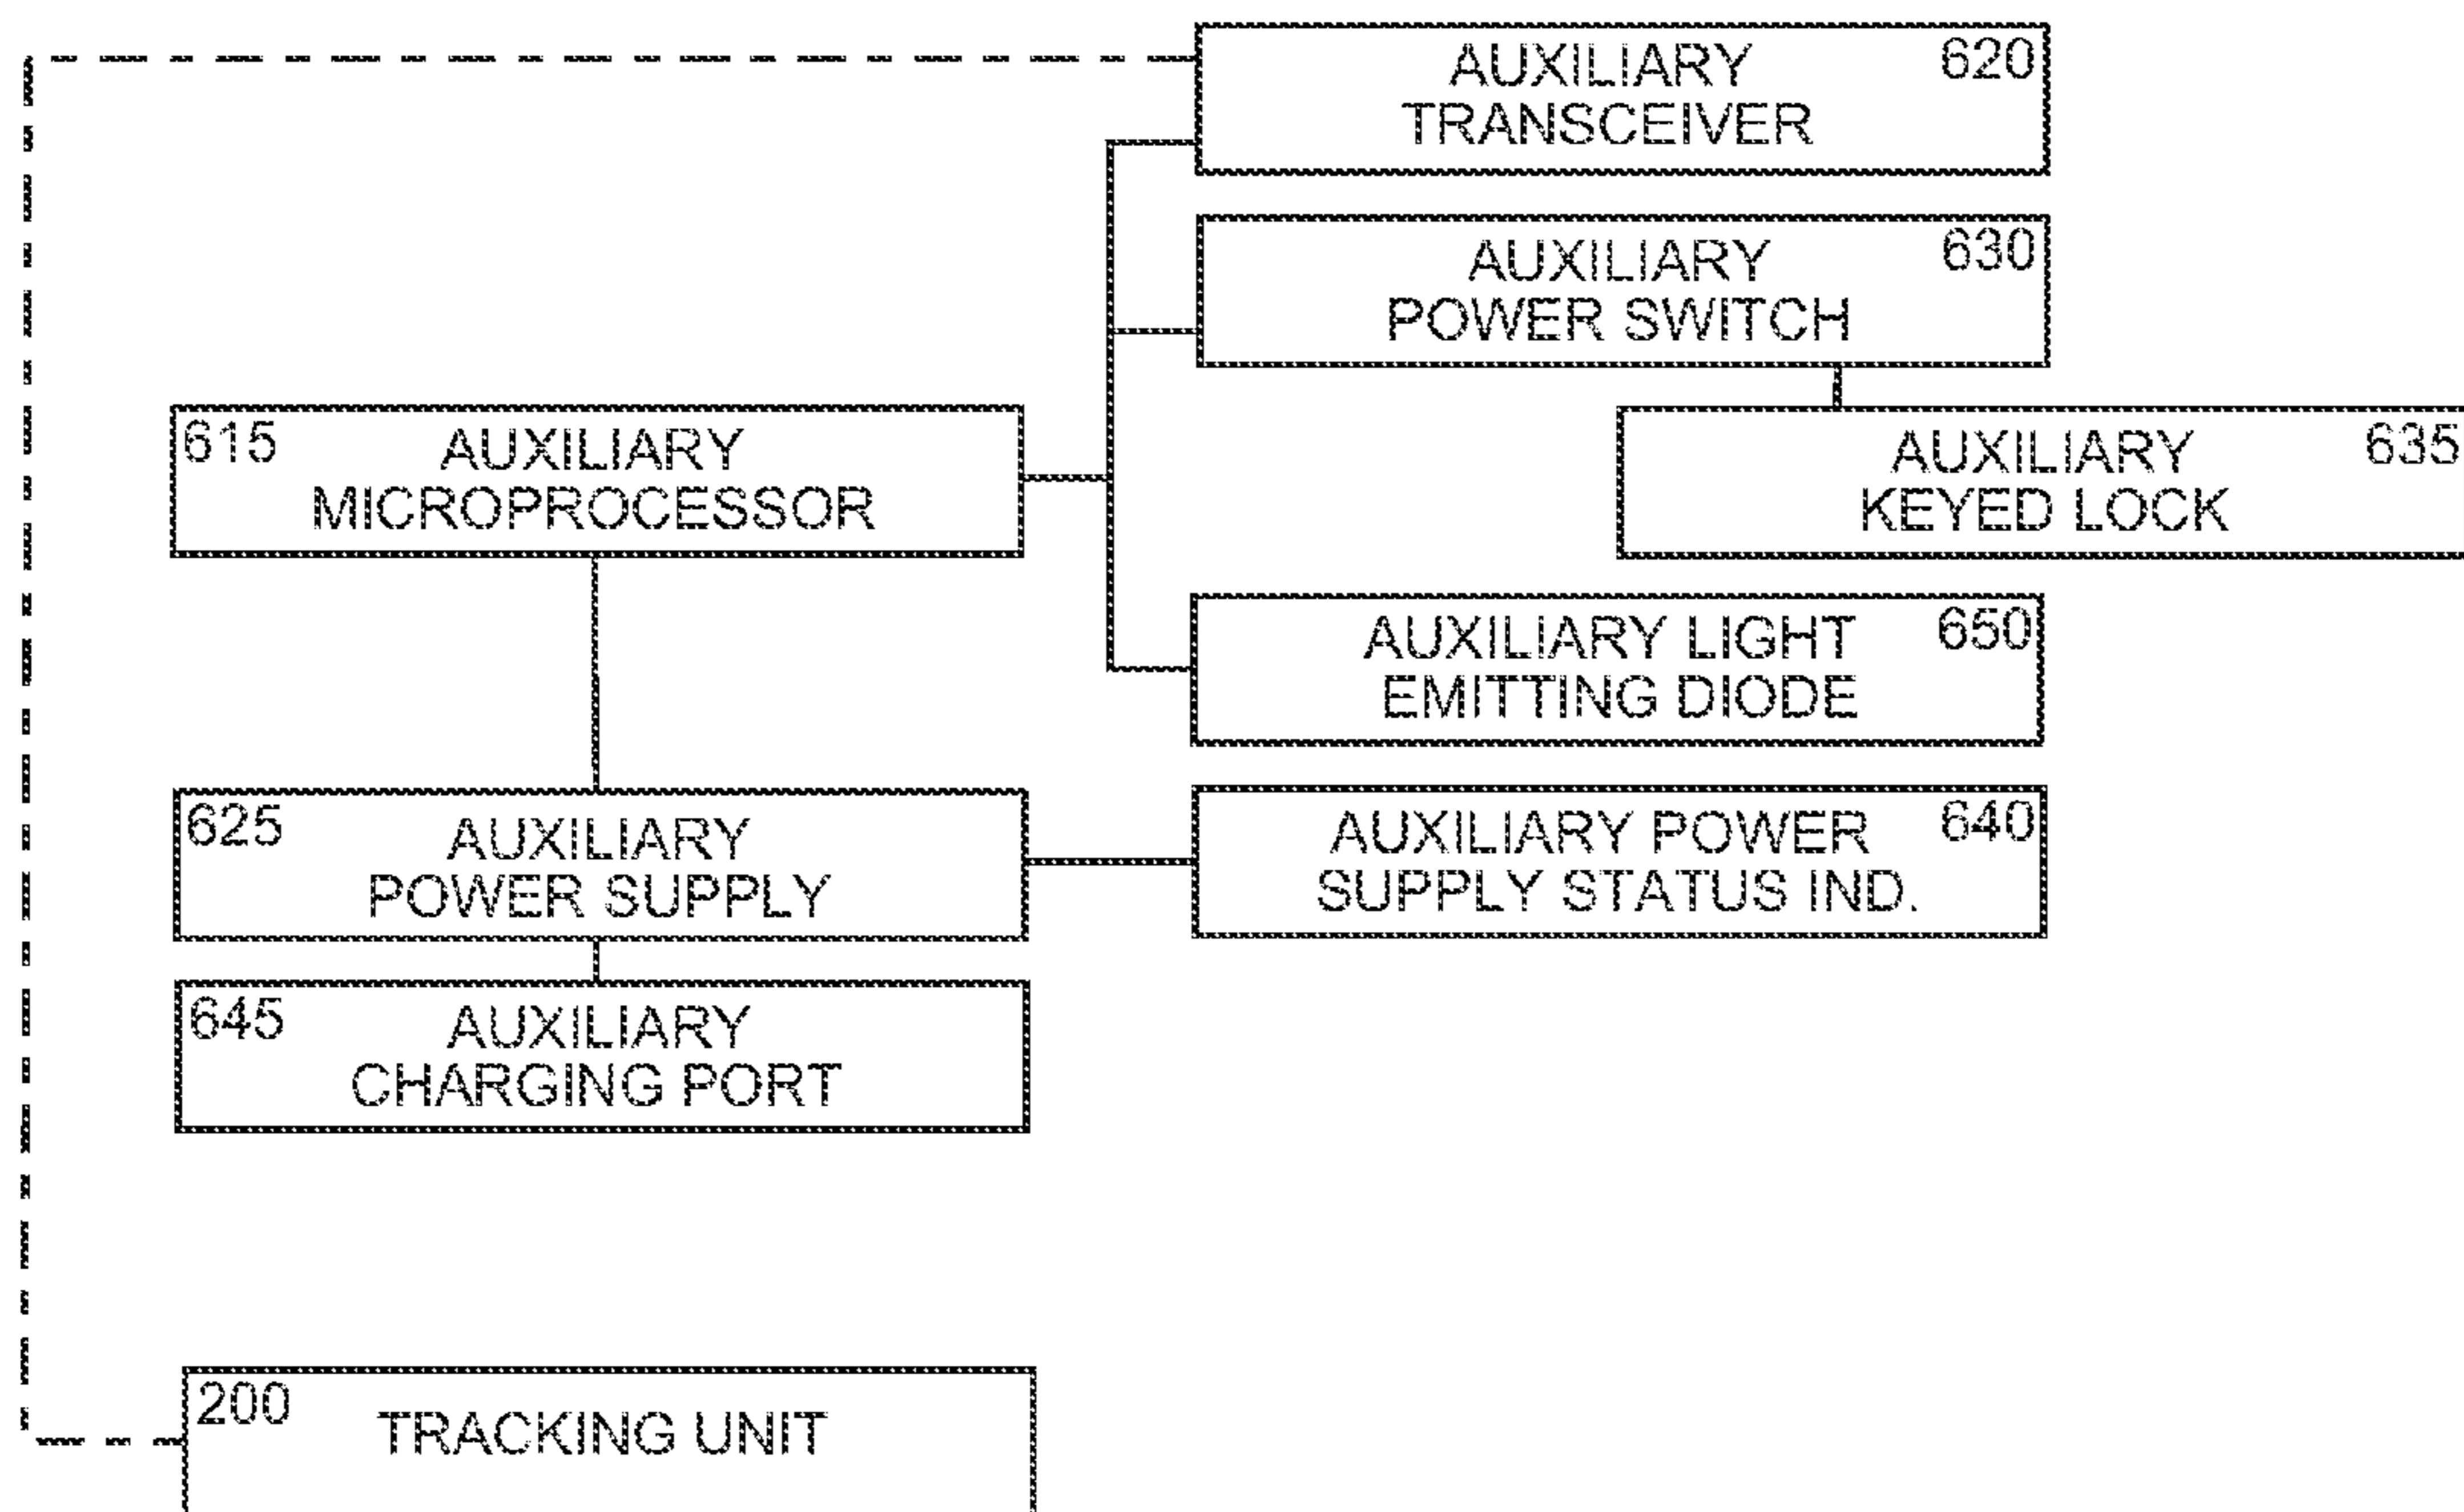 AUXILIARY 620
TRANSCEIVER
AUXILIARY 630
POWER SWITCH
615 AUXILIARY
MICROPROCESSOR
AUXILIARY 635
KEYED LOCK
AUXILIARY LIGHT 650
EMITTING DIODE
625 AUXILIARY
POWER SUPPLY
AUXILIARY POWER 640
SUPPLY STATUS IND.
645 AUXILIARY
CHARGING PORT
200 TRACKING UNIT